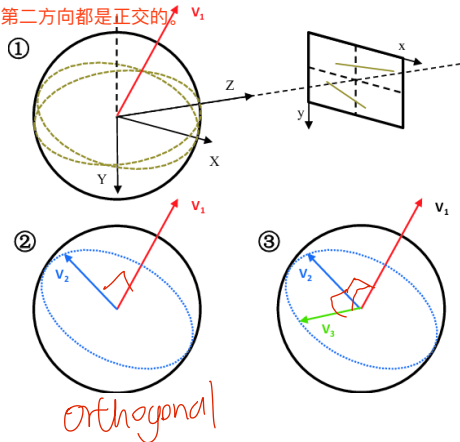 第二方向都是正交的。
V₁
①
x
Z
y
X
Y
V₁
V₁
②
③
V₂
V₂
V₃
Orthogonal